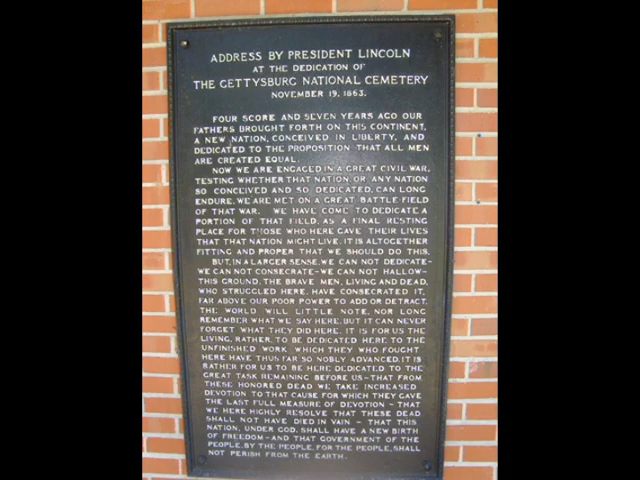 ADDRESS BY PRESIDENT LINCOLN
AT THE DEDICATION OF
THE GETTYSBURG NATIONAL CEMETERY
NOVEMBER 19, 1863.
FOUR SCORE AND SEVEN YEARS AGO OUR
FATHERS BROUGHT FORTH ON THIS CONTINENT,
A NEW NATION, CONCEIVED IN LIBERTY, AND
DEDICATED TO THE PROPOSITION THAT ALL MEN
ARE CREATED EQUAL.
NOW WE ARE ENGAGED IN A GREAT CIVIL WAR,
TESTING WHETHER THAT NATION, OR ANY NATION
SO CONCEIVED AND SO DEDICATED, CAN LONG
ENDURE. WE ARE MET ON A GREAT BATTLE-FIELD
OF THAT WAR. WE HAVE COME TO DEDICATE A
PORTION OF THAT FIELD, AS A FINAL RESTING
PLACE FOR THOSE WHO HERE GAVE THEIR LIVES
THAT THAT NATION MIGHT LIVE. IT IS ALTOGETHER
FITTING AND PROPER THAT WE SHOULD DO THIS.
BUT, IN A LARGER SENSE, WE CAN NOT DEDICATE-
WE CAN NOT CONSECRATE-WE CAN NOT HALLOW-
THIS GROUND. THE BRAVE MEN, LIVING AND DEAD,
WHO STRUGGLED HERE, HAVE CONSECRATED IT,
FAR ABOVE OUR POOR POWER TO ADD OR DETRACT.
THE WORLD WILL LITTLE NOTE, NOR LONG
REMEMBER WHAT WE SAY HERE, BUT IT CAN NEVER
FORGET WHAT THEY DID HERE. IT IS FOR US THE
LIVING, RATHER, TO BE DEDICATED HERE TO THE
UNFINISHED WORK WHICH THEY WHO FOUGHT
HERE HAVE THUS FAR SO NOBLY ADVANCED. IT IS
RATHER FOR US TO BE HERE DEDICATED TO THE
GREAT TASK REMAINING BEFORE US-THAT FROM
THESE HONORED DEAD WE TAKE INCREASED
DEVOTION TO THAT CAUSE FOR WHICH THEY GAVE
THE LAST FULL MEASURE OF DEVOTION - THAT
WE HERE HIGHLY RESOLVE THAT THESE DEAD
SHALL NOT HAVE DIED IN VAIN - THAT THIS
NATION, UNDER GOD, SHALL HAVE A NEW BIRTH
OF FREEDOM-AND THAT GOVERNMENT OF THE
PEOPLE, BY THE PEOPLE, FOR THE PEOPLE, SHALL
NOT PERISH FROM THE EARTH.